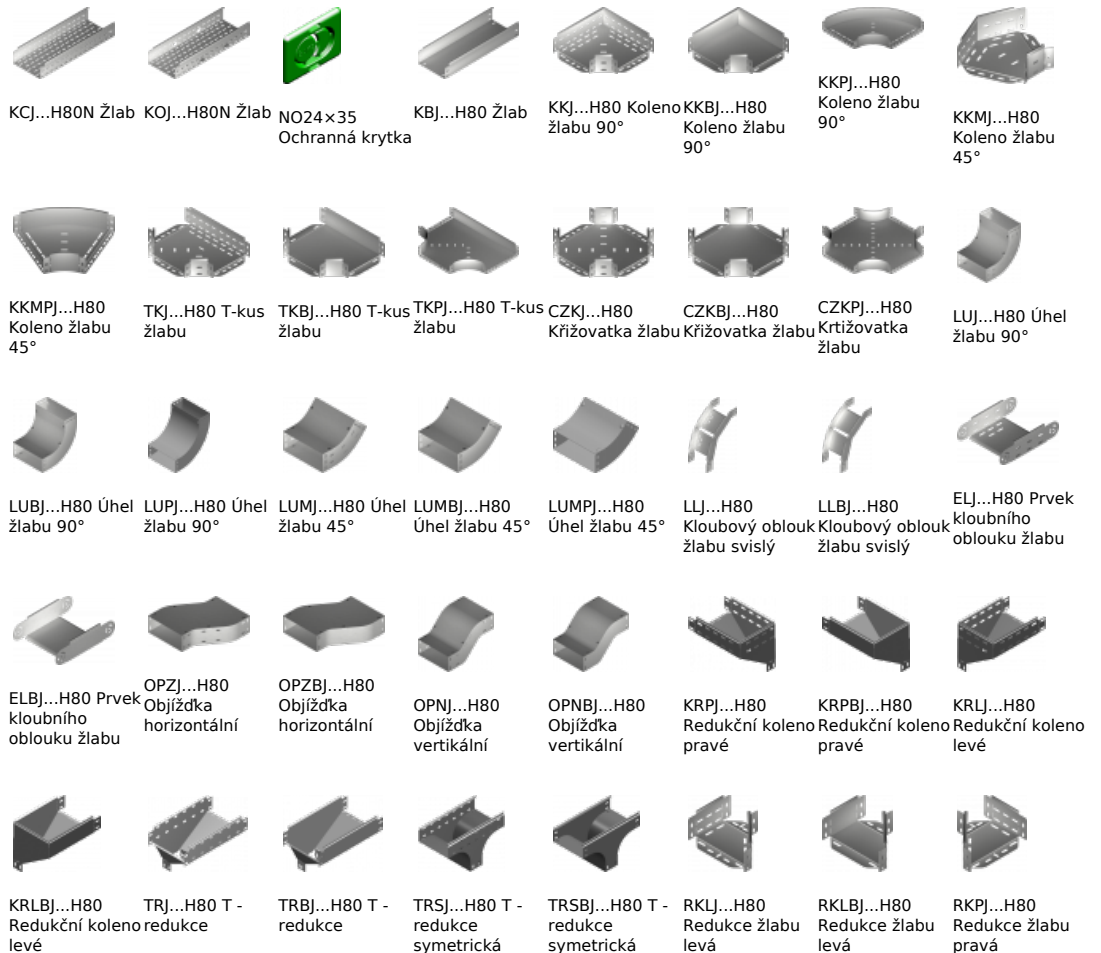 KCJ...H80N Žlab
KOJ...H80N Žlab
NO24×35
Ochranná krytka
KBJ...H80 Žlab
KKJ...H80 Koleno
žlabu 90°
KKBJ...H80
Koleno žlabu
90°
KKPJ...H80
Koleno žlabu
90°
KKMJ...H80
Koleno žlabu
45°
KKMPJ...H80
Koleno žlabu
45°
TKJ...H80 T-kus
žlabu
TKBJ...H80 T-kus
žlabu
TKPJ...H80 T-kus
žlabu
CZKJ...H80
Křižovatka žlabu
CZKBJ...H80
Křižovatka žlabu
CZKPJ...H80
Krtižovatka
žlabu
LUJ...H80 Úhel
žlabu 90°
LUBJ...H80 Úhel
žlabu 90°
LUPJ...H80 Úhel
žlabu 90°
LUMJ...H80 Úhel
žlabu 45°
LUMBJ...H80
Úhel žlabu 45°
LUMPJ...H80
Úhel žlabu 45°
LLJ...H80
Kloubový oblouk
žlabu svislý
LLBJ...H80
Kloubový oblouk
žlabu svislý
ELJ...H80 Prvek
kloubního
oblouku žlabu
ELBJ...H80 Prvek
kloubního
oblouku žlabu
OPZJ...H80
Objížďka
horizontální
OPZBJ...H80
Objížďka
horizontální
OPNJ...H80
Objížďka
vertikální
OPNBJ...H80
Objížďka
vertikální
KRPJ...H80
Redukční koleno
pravé
KRPBJ...H80
Redukční koleno
pravé
KRLJ...H80
Redukční koleno
levé
KRLBJ...H80
Redukční koleno
levé
TRJ...H80 T -
redukce
TRBJ...H80 T -
redukce
TRSJ...H80 T -
redukce
symetrická
TRSBJ...H80 T -
redukce
symetrická
RKLJ...H80
Redukce žlabu
levá
RKLBJ...H80
Redukce žlabu
levá
RKPJ...H80
Redukce žlabu
pravá